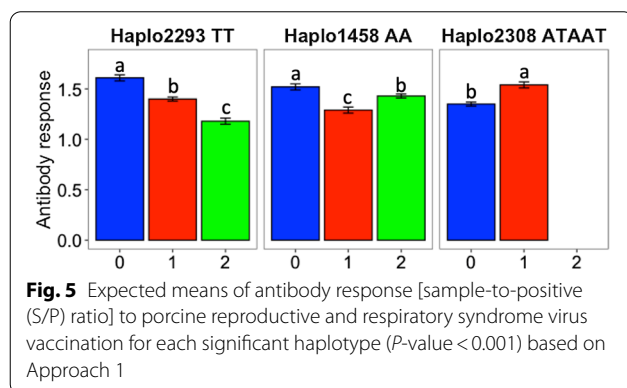 Haplo2293 TT Haplo1458 AA Haplo2308 ATAAT
Antibody response
1.5
1.0
0.5
0.0
a b c
a c b
b a
0 1 2 0 1 2 0 1 2
Fig. 5 Expected means of antibody response [sample-to-positive
(S/P) ratio] to porcine reproductive and respiratory syndrome virus
vaccination for each significant haplotype (P-value < 0.001) based on
Approach 1